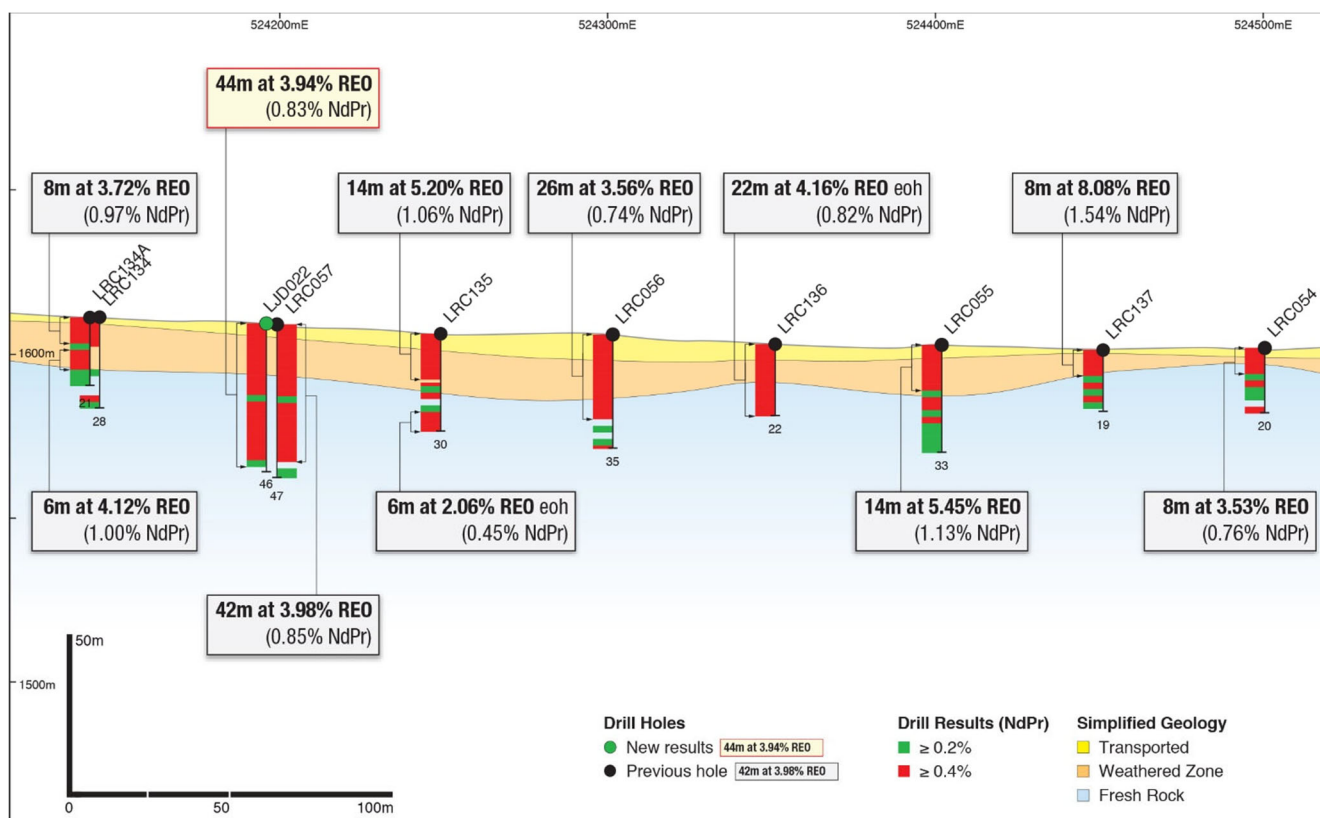 524200mE
524300mE
524400mE
524500mE
44m at 3.94% REO
(0.83% NdPr)
8m at 3.72% REO
(0.97% NdPr)
14m at 5.20% REO
(1.06% NdPr)
26m at 3.56% REO
(0.74% NdPr)
22m at 4.16% REO eoh
(0.82% NdPr)
8m at 8.08% REO
(1.54% NdPr)
LRC134A
LRC134
LJD022
LRC057
LRC135
LRC056
LRC136
LRC055
LRC137
LRC054
1600m
21
28
46
47
30
35
22
33
19
20
6m at 4.12% REO
(1.00% NdPr)
6m at 2.06% REO eoh
(0.45% NdPr)
14m at 5.45% REO
(1.13% NdPr)
8m at 3.53% REO
(0.76% NdPr)
42m at 3.98% REO
(0.85% NdPr)
50m
1500m
0
50
100m
Drill Holes
New results 44m at 3.94% REO
Previous hole 42m at 3.98% REO
Drill Results (NdPr)
≥ 0.2%
≥ 0.4%
Simplified Geology
Transported
Weathered Zone
Fresh Rock